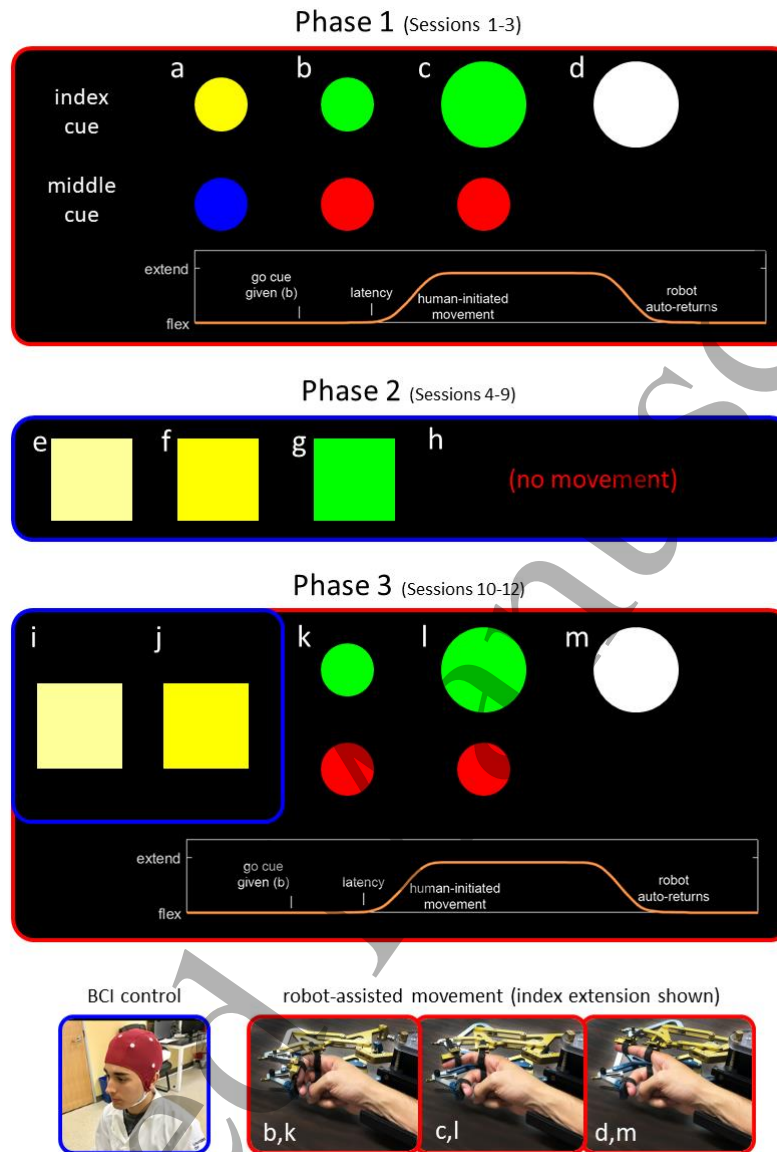 Phase 1 (Sessions 1-3)
a b c d
index
cue
middle
cue
extend
go cue
given (b)
latency
human-initiated
movement
robot
auto-returns
flex
Phase 2 (Sessions 4-9)
e f g h
(no movement)
Phase 3 (Sessions 10-12)
i j k l m
extend
go cue
given (b)
latency
human-initiated
movement
robot
auto-returns
flex
BCI control
robot-assisted movement (index extension shown)
b,k
c,l
d,m